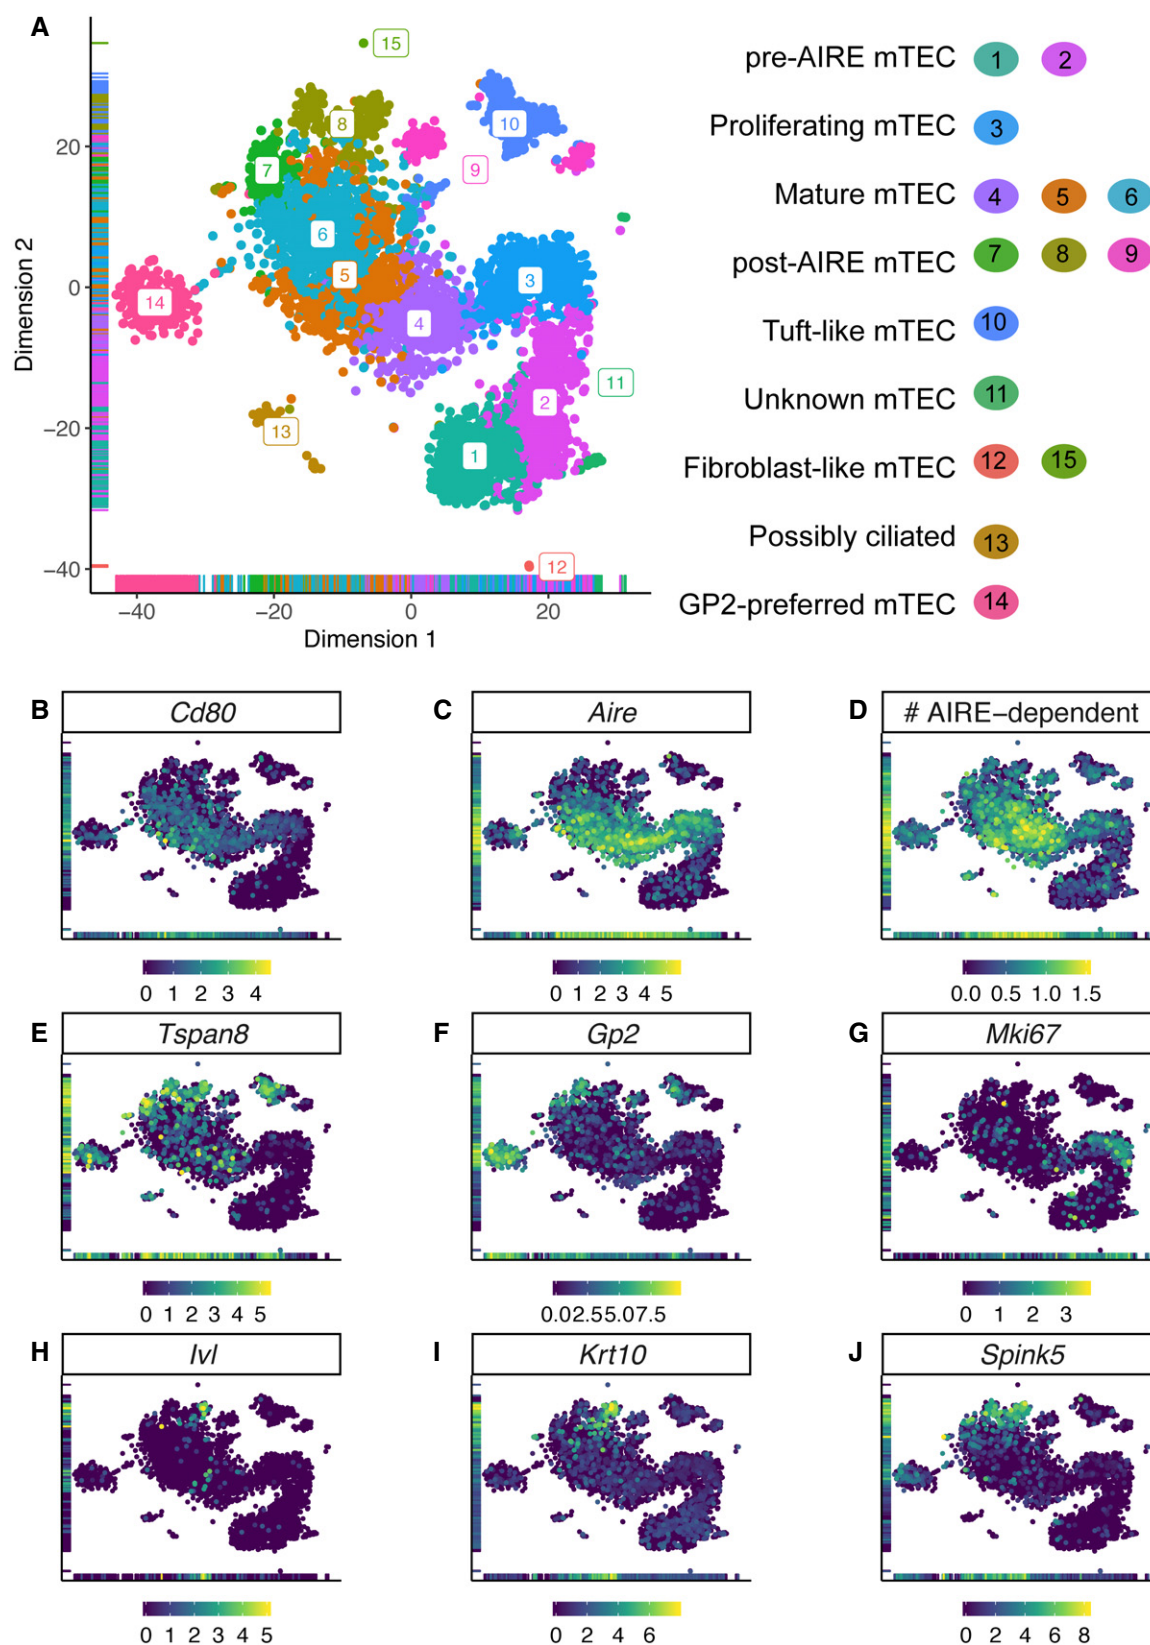 A
15
8
10
7
9
6
5
3
14
4
11
2
13
1
12
20
0
−20
−40
Dimension 2
−40
−20
0
20
Dimension 1
pre-AIRE mTEC 1 2
Proliferating mTEC 3
Mature mTEC 4 5 6
post-AIRE mTEC 7 8 9
Tuft-like mTEC 10
Unknown mTEC 11
Fibroblast-like mTEC 12 15
Possibly ciliated 13
GP2-preferred mTEC 14
B Cd80
0 1 2 3 4
C Aire
0 1 2 3 4 5
D # AIRE−dependent
0.0 0.5 1.0 1.5
E Tspan8
0 1 2 3 4 5
F Gp2
0.02.55.07.5
G Mki67
0 1 2 3
H Ivl
0 1 2 3 4 5
I Krt10
0 2 4 6
J Spink5
0 2 4 6 8